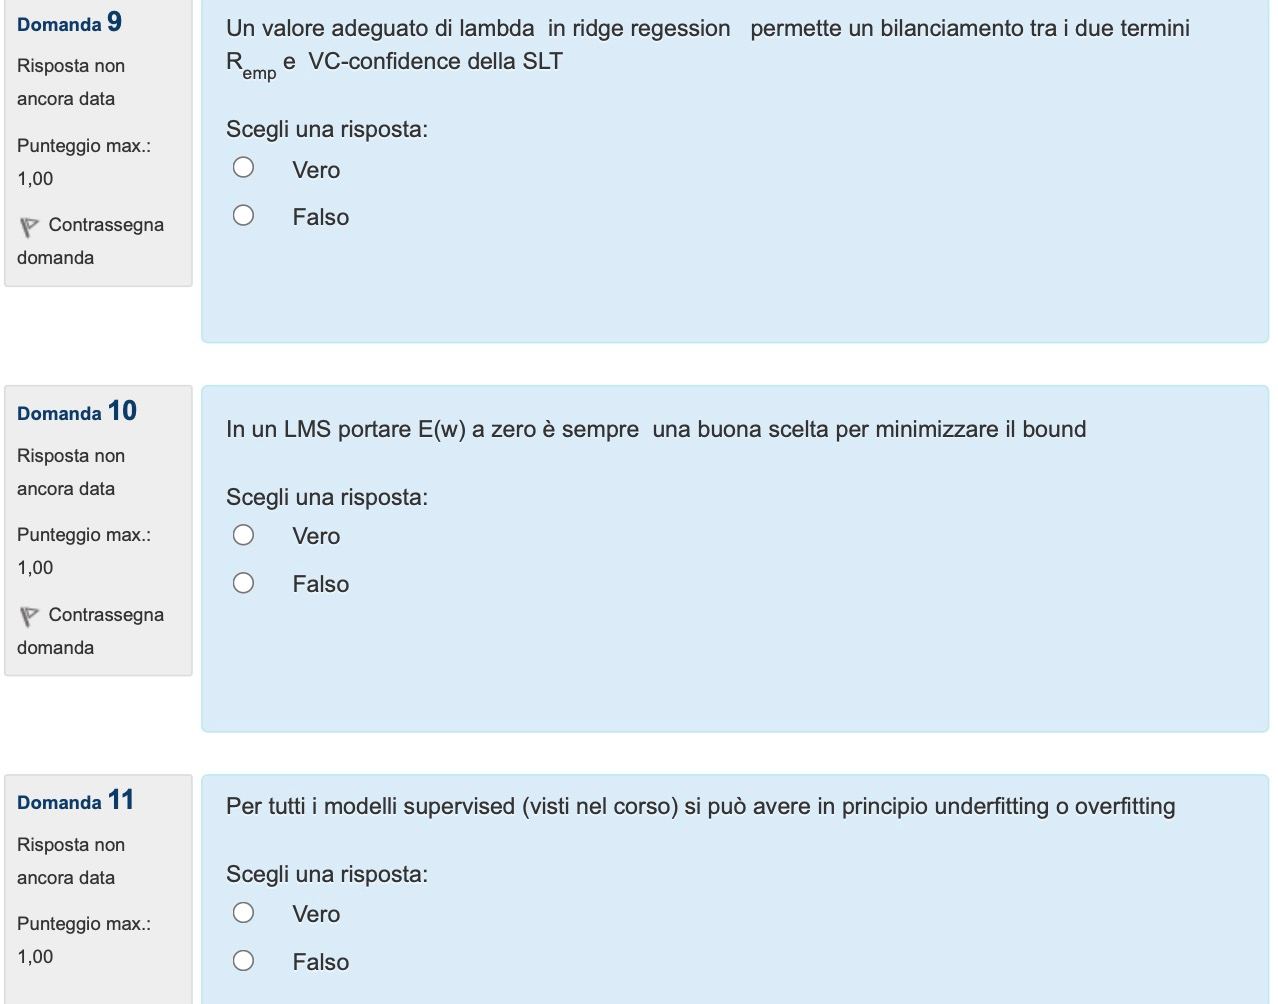 Domanda 9
Risposta non
ancora data
Punteggio max.:
1,00
Contrassegna
domanda
Un valore adeguato di lambda  in ridge regression   permette un bilanciamento tra i due termini
Remp e  VC-confidence della SLT
Scegli una risposta:
Vero
Falso
Domanda 10
Risposta non
ancora data
Punteggio max.:
1,00
Contrassegna
domanda
In un LMS portare E(w) a zero è sempre  una buona scelta per minimizzare il bound
Scegli una risposta:
Vero
Falso
Domanda 11
Risposta non
ancora data
Punteggio max.:
1,00
Per tutti i modelli supervised (visti nel corso) si può avere in principio underfitting o overfitting
Scegli una risposta:
Vero
Falso